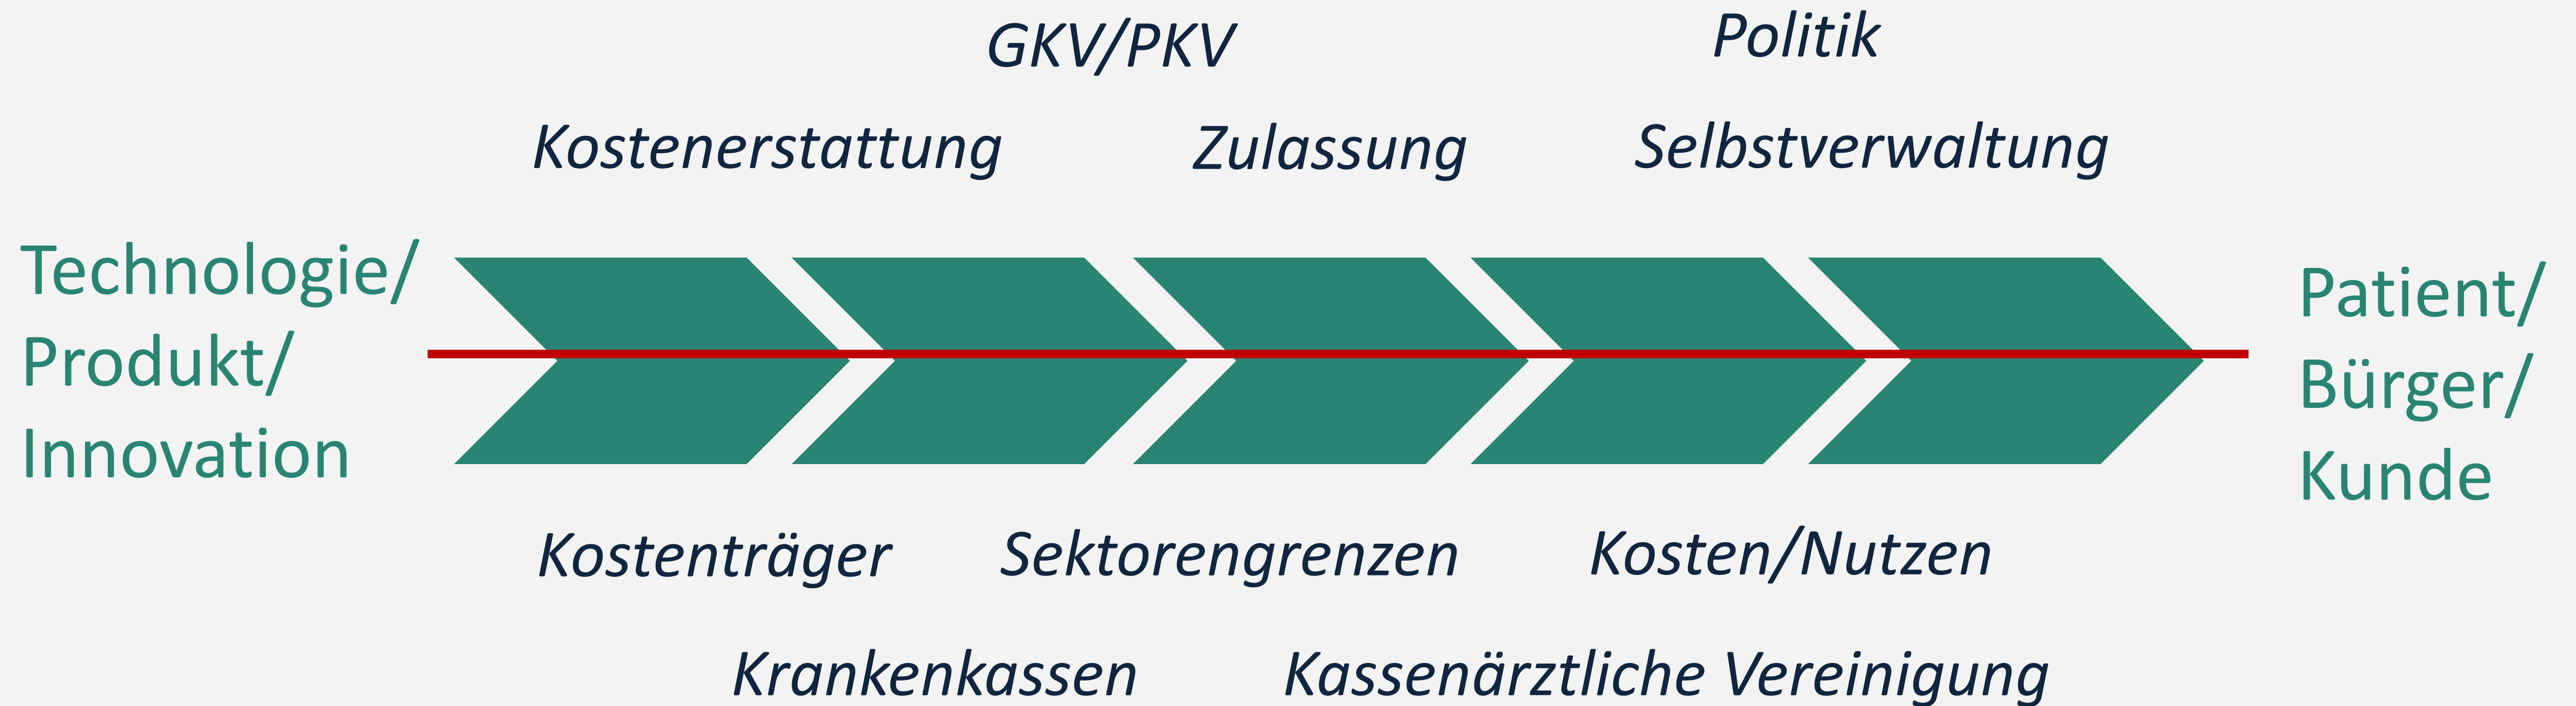 GKV/PKV
Politik
Kostenerstattung
Zulassung
Selbstverwaltung
Technologie/
Produkt/
Innovation
Patient/
Bürger/
Kunde
Kostenträger
Sektorengrenzen
Kosten/Nutzen
Krankenkassen
Kassenärztliche Vereinigung